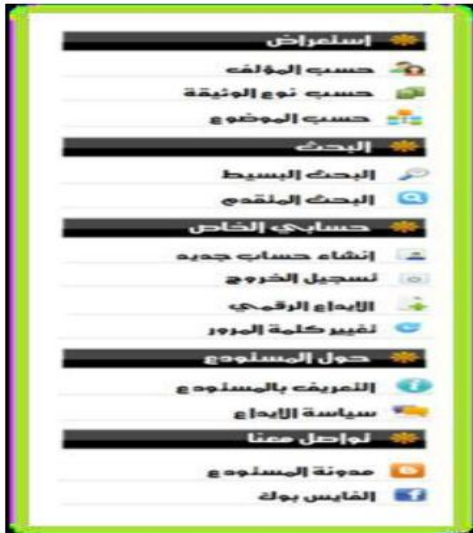 إستعراض
حسب المؤلف
حسب نوع الوثيقة
حسب الموضوع
البحث
البحث البسيط
البحث المتقدم
حسابي الخاص
إنشاء حساب جديد
تسجيل الخروج
الإيداع الرقمي
تغيير كلمة المرور
حول المستودع
التعريف بالمستودع
سياسة الإيداع
تواصل معنا
مدونة المستودع
الفايس بوك